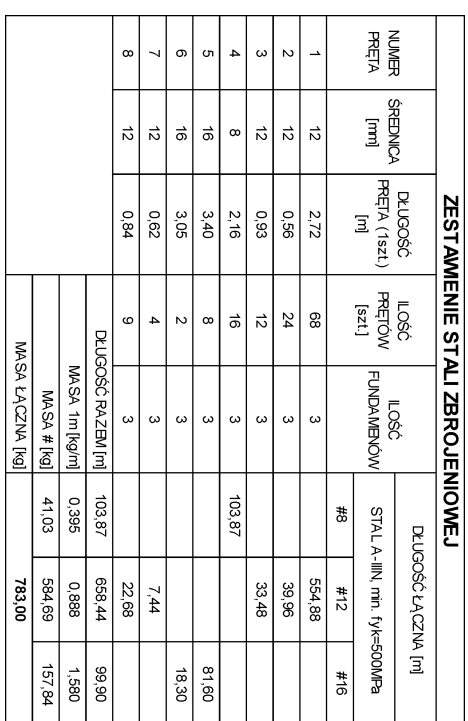 ZESTAWIENIE STALI ZBROJENIOWEJ
NUMER PRĘTA ŚREDNICA [mm] DŁUGOŚĆ PRĘTA (1szt.) [m] ILOŚĆ PRĘTÓW [szt.] ILOŚĆ FUNDAMENÓW DŁUGOŚĆ ŁĄCZNA [m]
STAL A-IIIN, min. fyk=500MPa
#8 #12 #16
1 12 2,72 68 3 554,88
2 12 0,56 24 3 39,96
3 12 0,93 12 3 33,48
4 8 2,16 16 3 103,87
5 16 3,40 8 3 81,60
6 16 3,05 2 3 18,30
7 12 0,62 4 3 7,44
8 12 0,84 9 3 22,68
DŁUGOŚĆ RAZEM [m] 103,87 658,44 99,90
MASA 1m [kg/m] 0,395 0,888 1,580
MASA # [kg] 41,03 584,69 157,84
MASA ŁĄCZNA [kg] 783,00